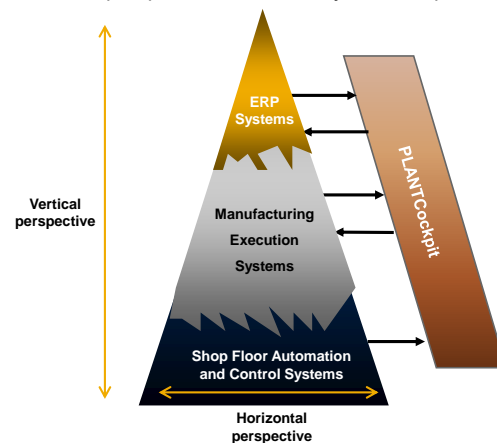 ERP
Systems
PLANTCockpit
Vertical
perspective
Manufacturing
Execution
Systems
Shop Floor Automation
and Control Systems
Horizontal
perspective